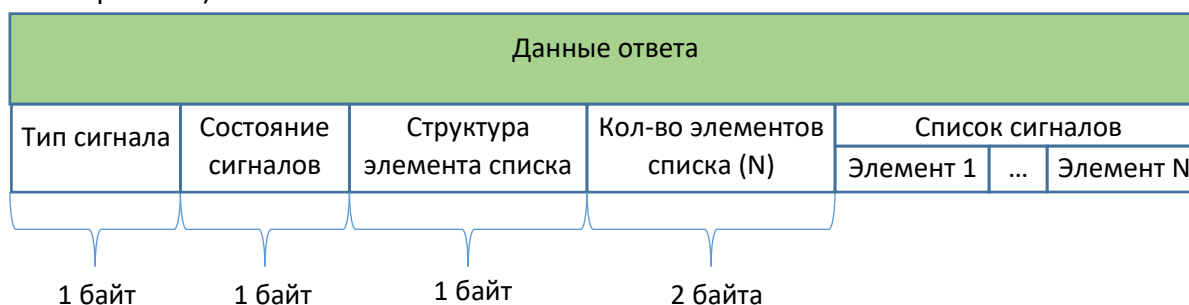 Данные ответа
Тип сигнала
Состояние
сигналов
Структура
элемента списка
Кол-во элементов
списка (N)
Список сигналов
Элемент 1
...
Элемент N
1 байт
1 байт
1 байт
2 байта